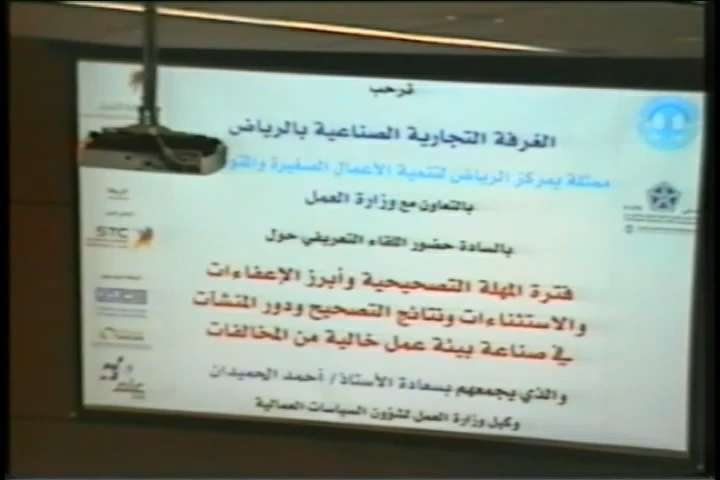 ترحب
الغرفة التجارية الصناعية بالرياض
ممثلة بمركز الرياض لتنمية الأعمال الصغيرة
بالتعاون مع وزارة العمل
بالسادة حضور اللقاء التعريفي حول
فترة المهلة التصحيحية وأبرز الإعفاءات
والاستثناءات ونتائج التصحيح ودور المنشآت
في صناعة بيئة عمل خالية من المخالفات
والذي يجمعهم بسعادة الأستاذ/ أحمد الحميدان
وكيل وزارة العمل لشؤون السياسات العمالية
STC